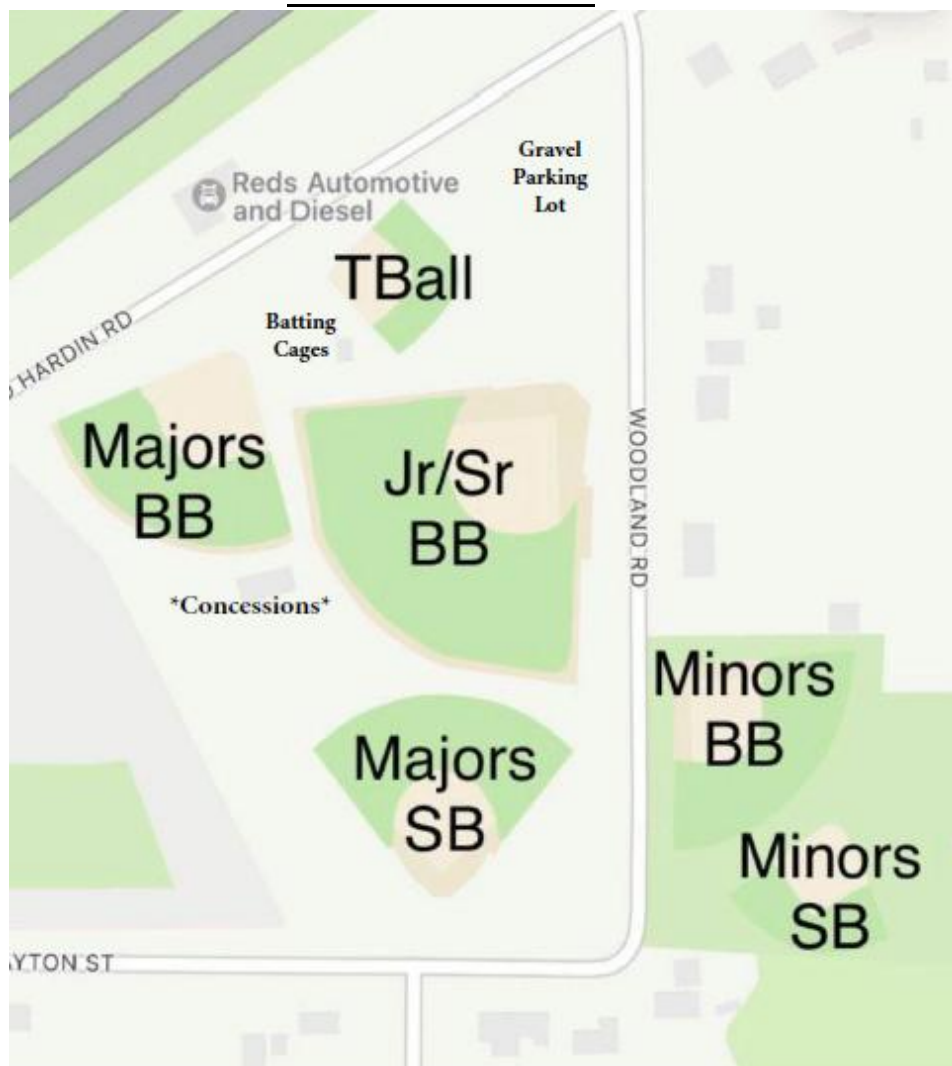 Gravel
Parking
Lot
Reds Automotive
and Diesel
TBall
Batting
Cages
HARDIN RD
Majors
BB
Jr/Sr
BB
WOODLAND RD
*Concessions*
Minors
BB
Majors
SB
Minors
SB
AYTON ST